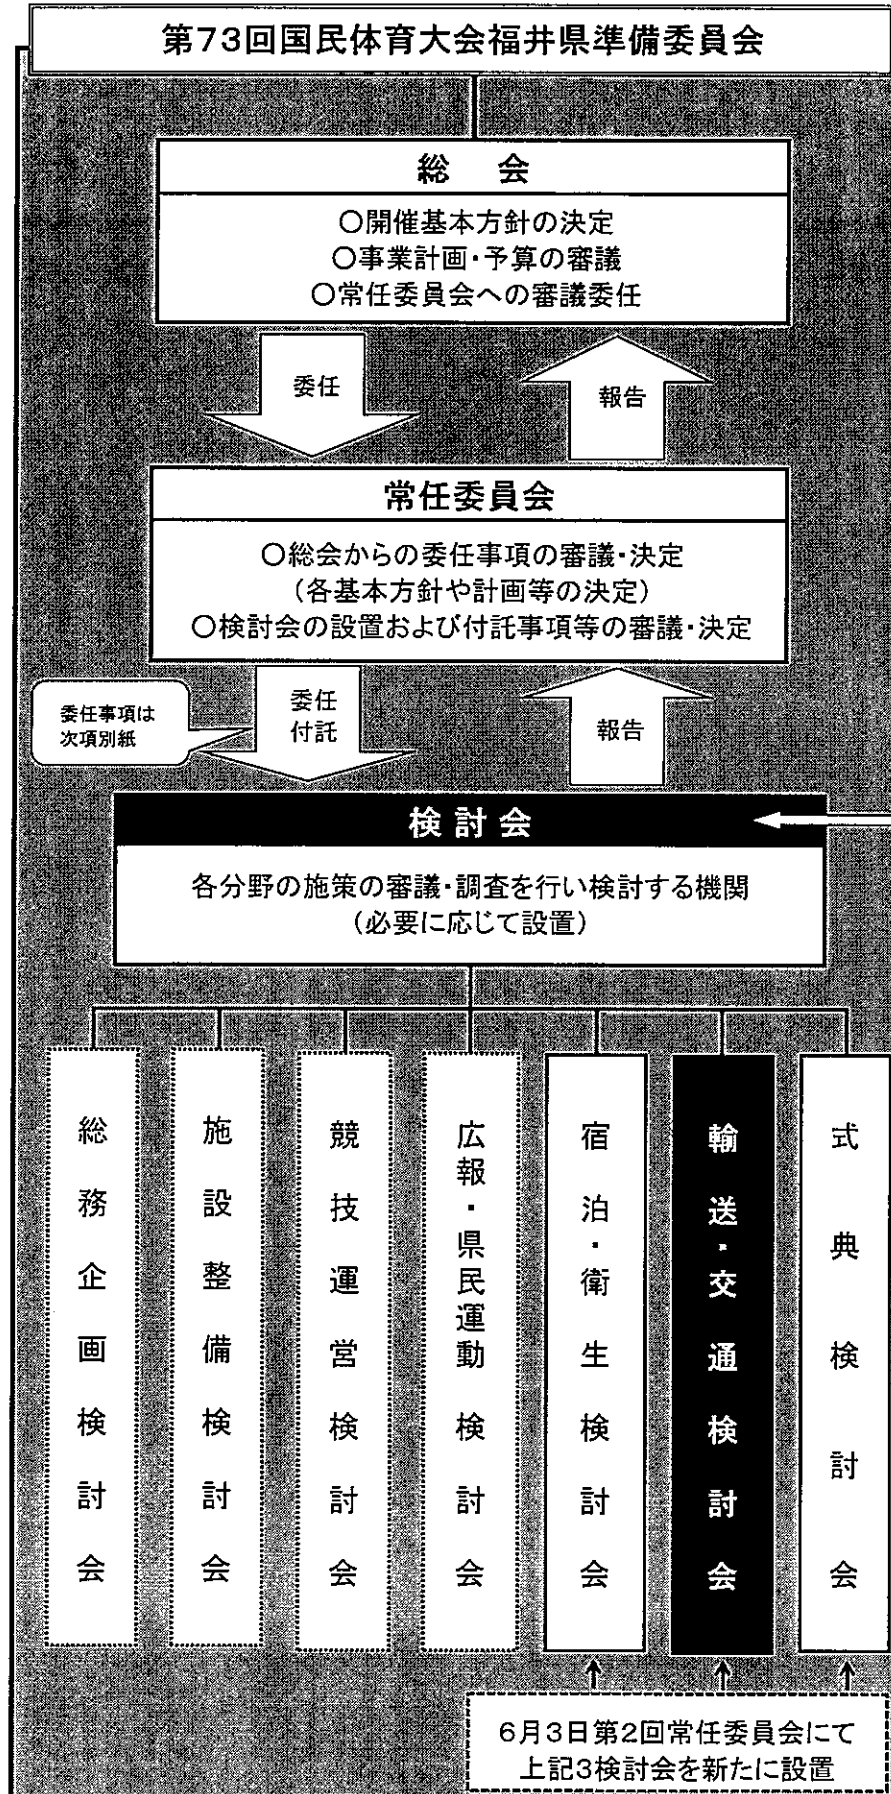 第73回国民体育大会福井県準備委員会
総 会
○開催基本方針の決定
○事業計画・予算の審議
○常任委員会への審議委任
委任
報告
常任委員会
○総会からの委任事項の審議・決定
(各基本方針や計画等の決定)
○検討会の設置および付託事項等の審議・決定
委任事項は
次項別紙
委任
付託
報告
検討会
各分野の施策の審議・調査を行い検討する機関
(必要に応じて設置)
総務企画検討会
施設整備検討会
競技運営検討会
広報・県民運動 検討会
宿泊・衛生検討会
輸送・交通検討会
式典検討会
6月3日第2回常任委員会にて
上記3検討会を新たに設置